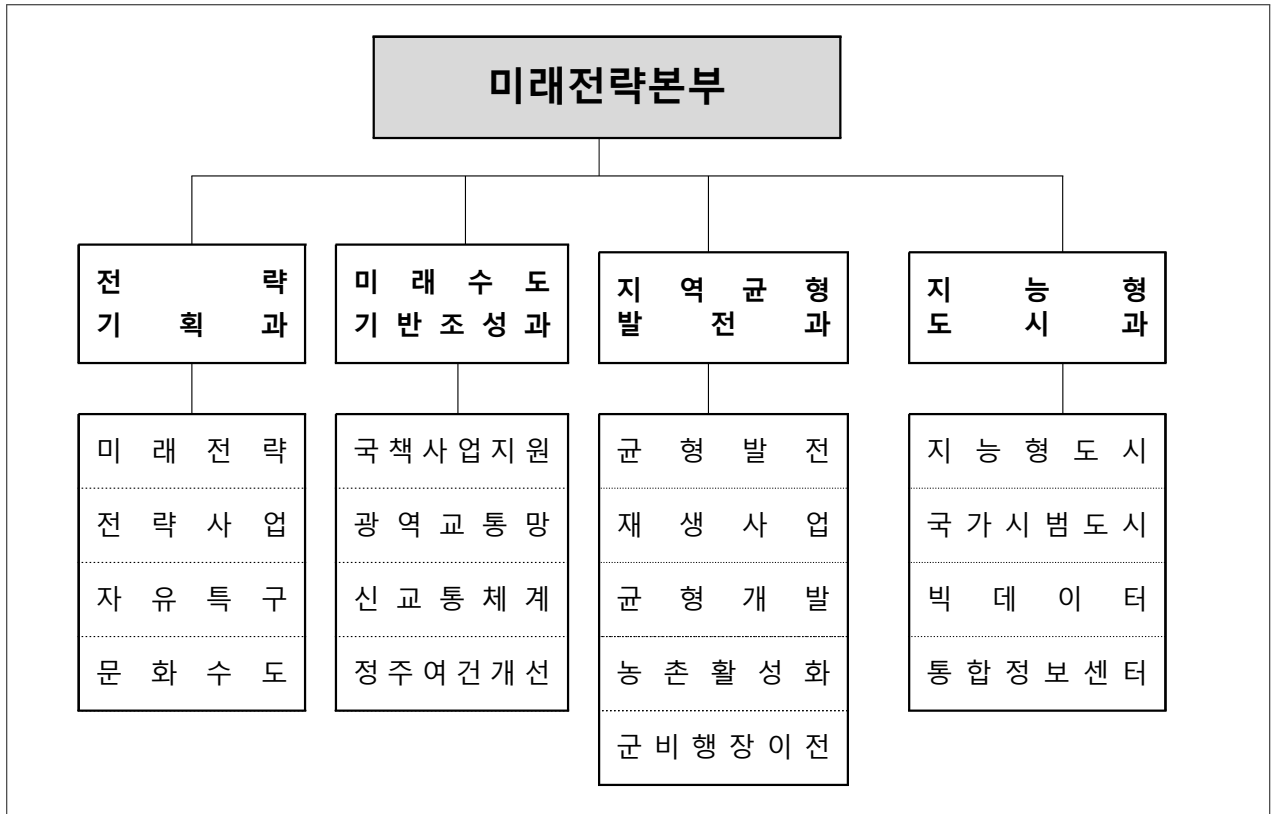 미래전략본부
전 략
기 획 과
미 래 수 도
기 반 조 성 과
지 역 균 형
발 전 과
지 능 형
도 시 과
미 래 전 략
전 략 사 업
자 유 특 구
문 화 수 도
국 책 사 업 지 원
광 역 교 통 망
신 교 통 체 계
정 주 여 건 개 선
균 형 발 전
재 생 사 업
균 형 개 발
농 촌 활 성 화
군 비 행 장 이 전
지 능 형 도 시
국 가 시 범 도 시
빅 데 이 터
통 합 정 보 센 터